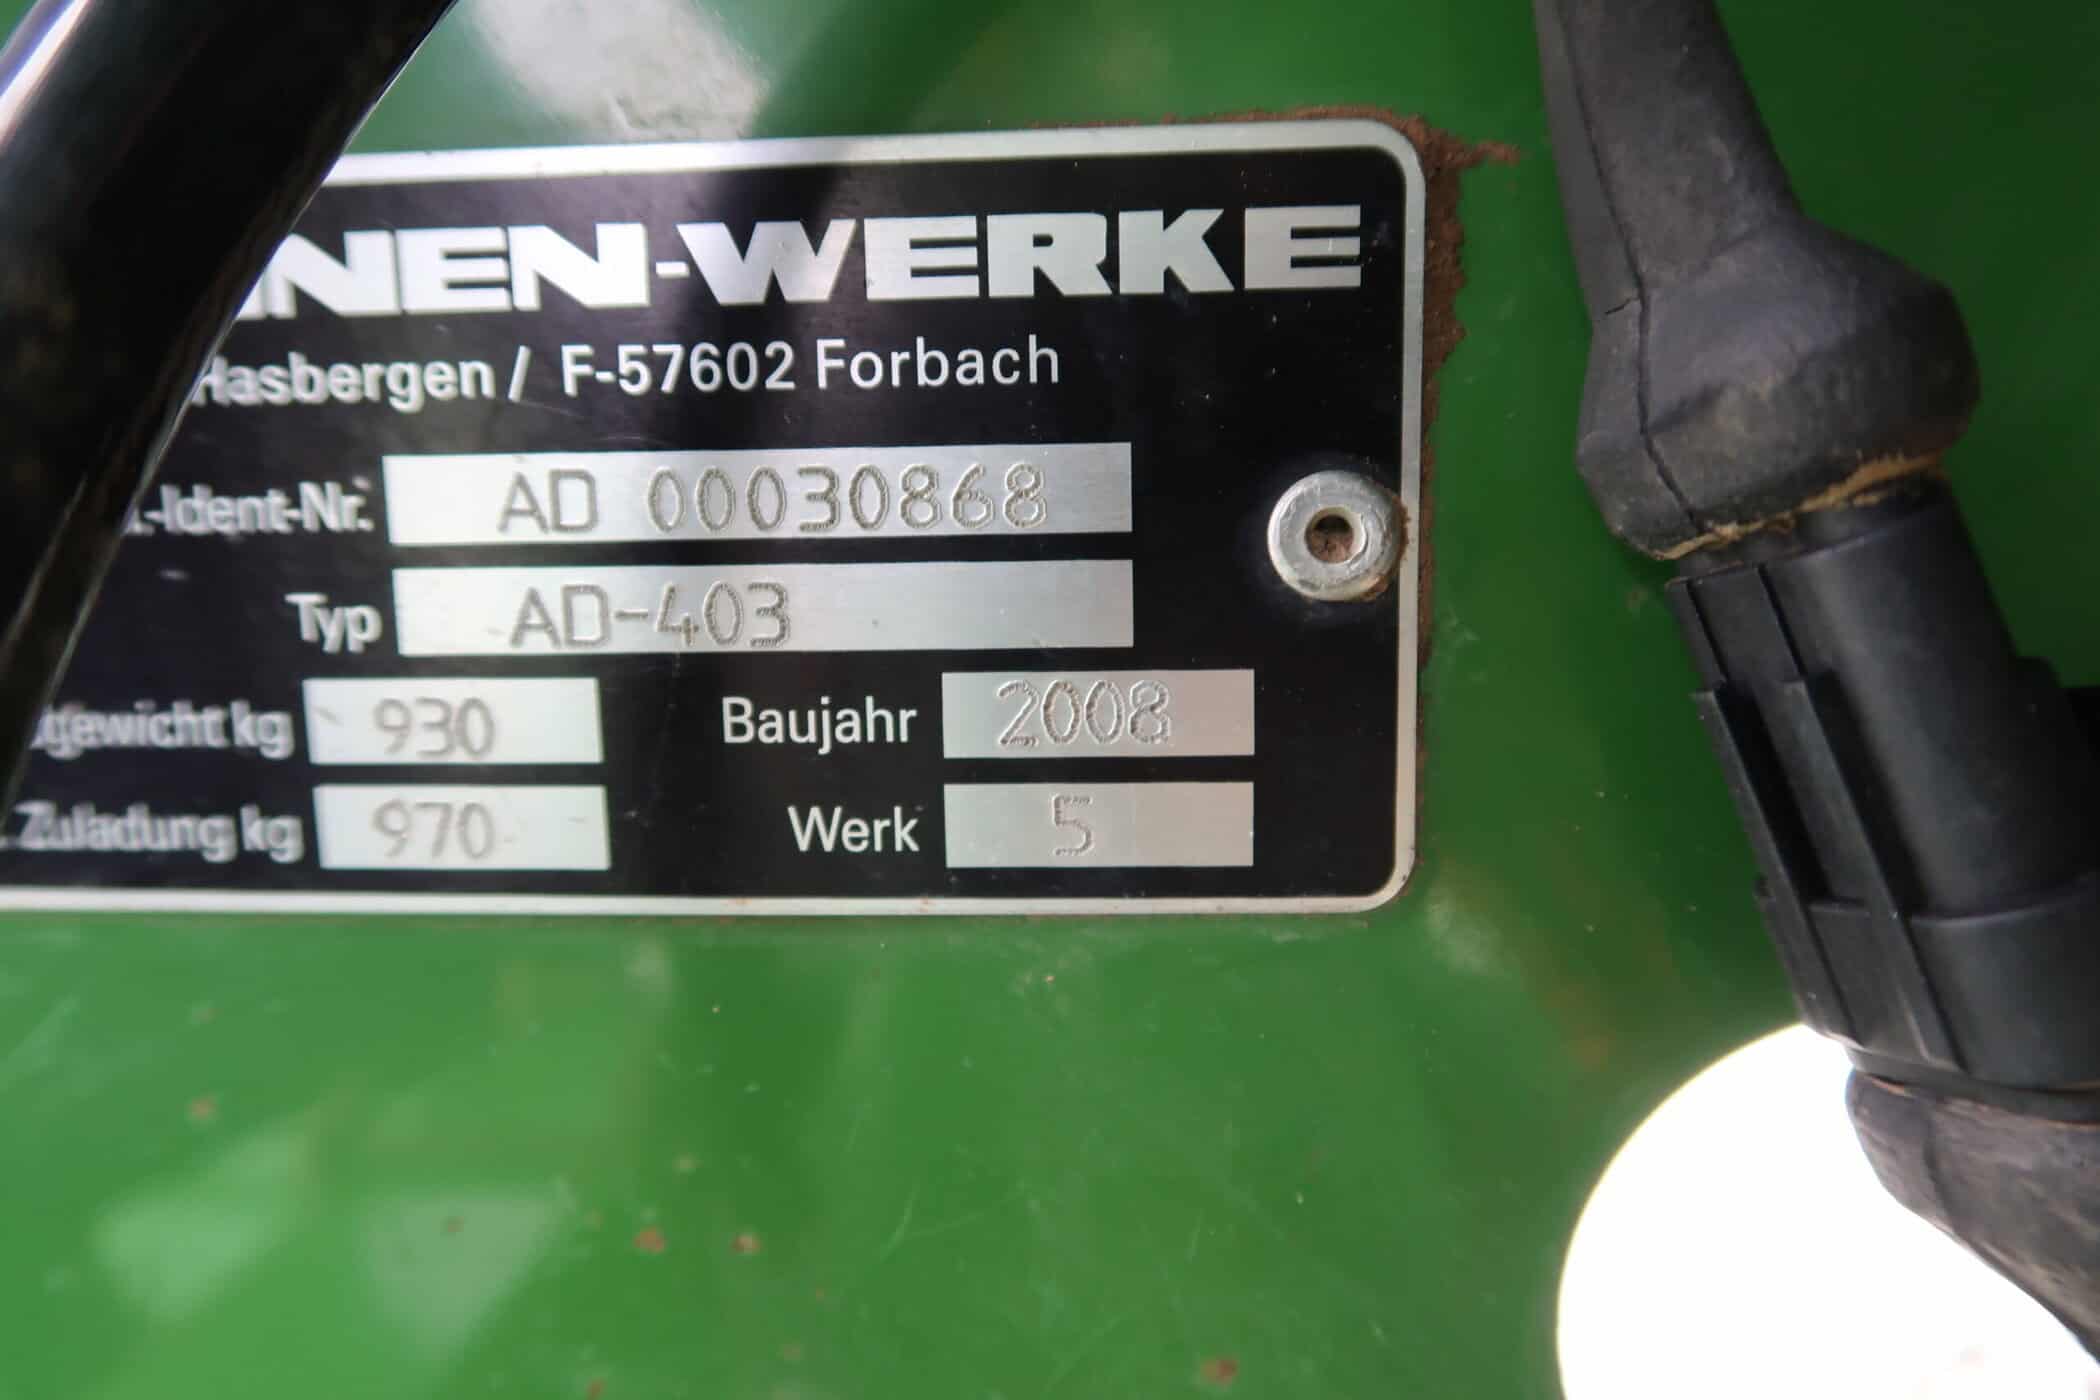 NEN-WERKE
Hasbergen / F-57602 Forbach
.-Ident-Nr. AD 00030868
Typ AD-403
gewicht kg 930 Baujahr 2008
. Zuladung kg 970 Werk 5